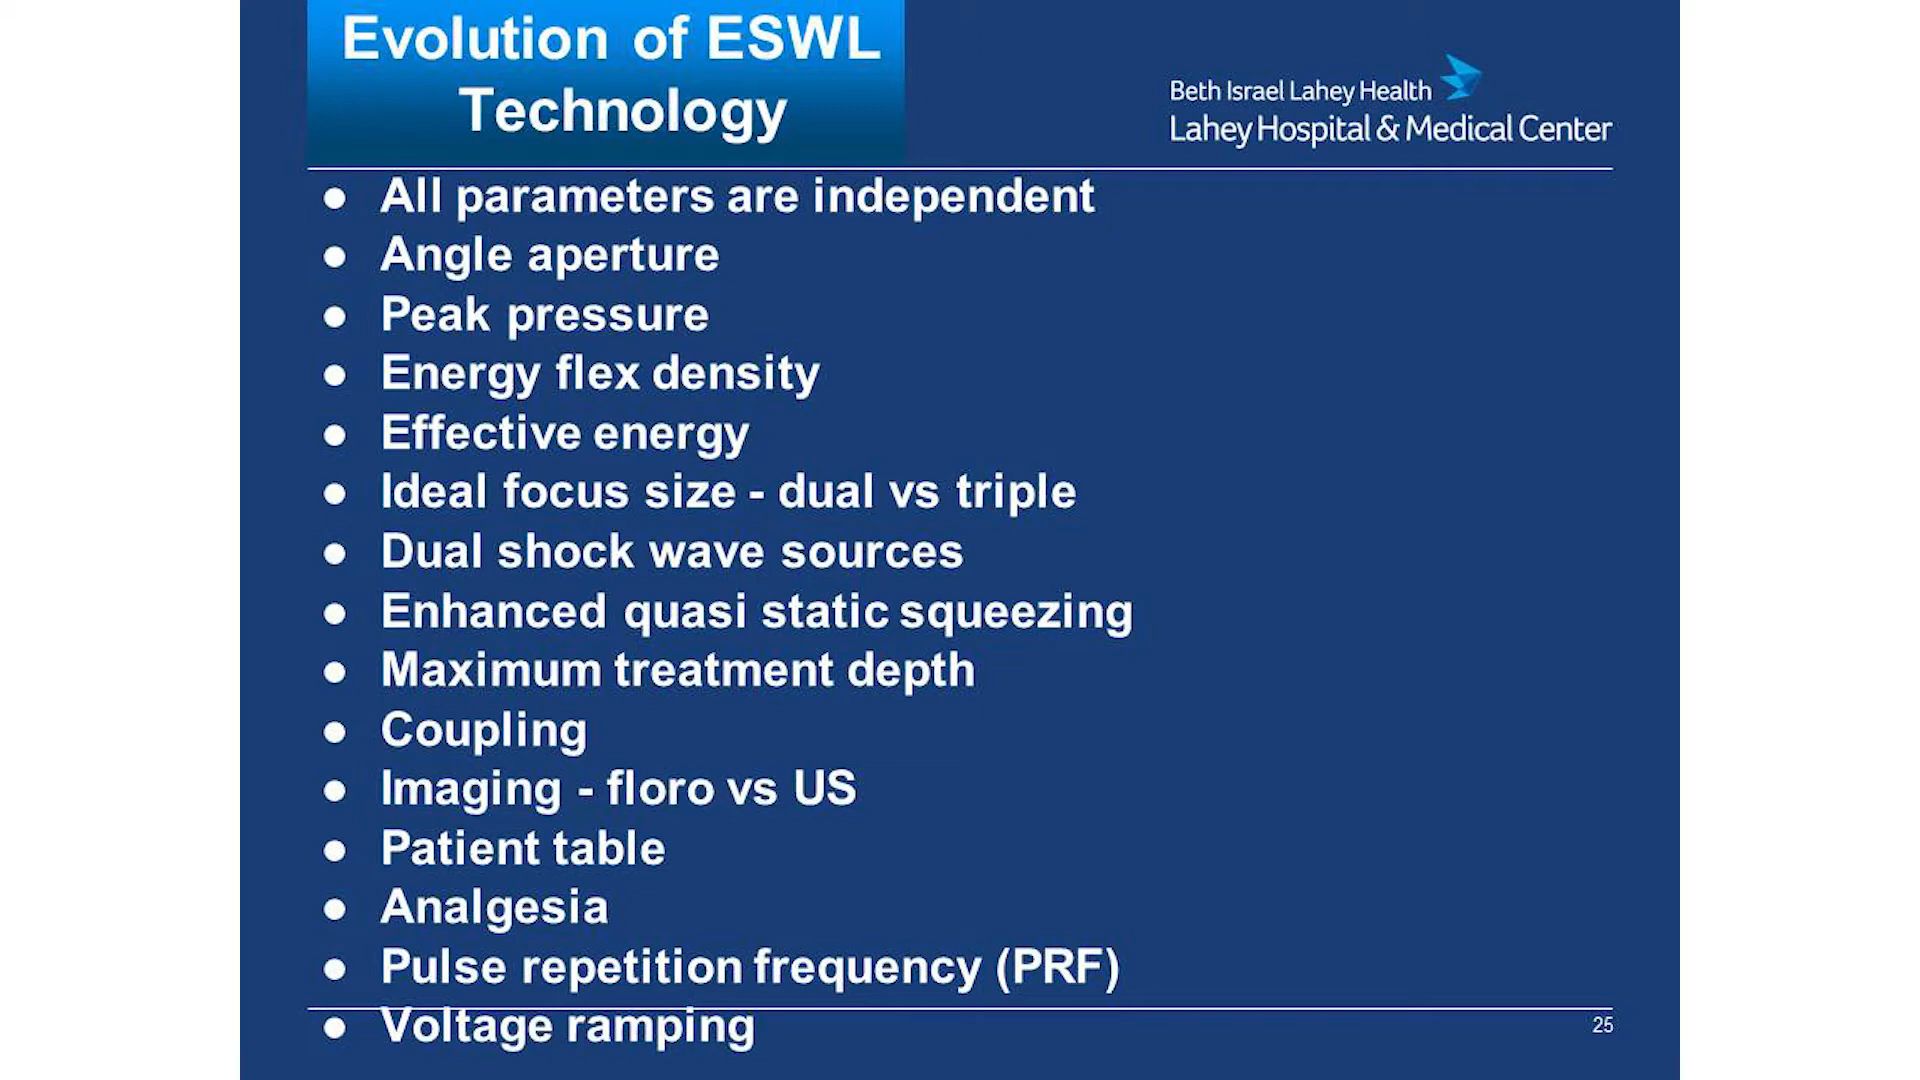 Evolution of ESWL
Technology
Beth Israel Lahey Health
Lahey Hospital & Medical Center
● All parameters are independent
● Angle aperture
● Peak pressure
● Energy flex density
● Effective energy
● Ideal focus size - dual vs triple
● Dual shock wave sources
● Enhanced quasi static squeezing
● Maximum treatment depth
● Coupling
● Imaging - floro vs US
● Patient table
● Analgesia
● Pulse repetition frequency (PRF)
● Voltage ramping
25